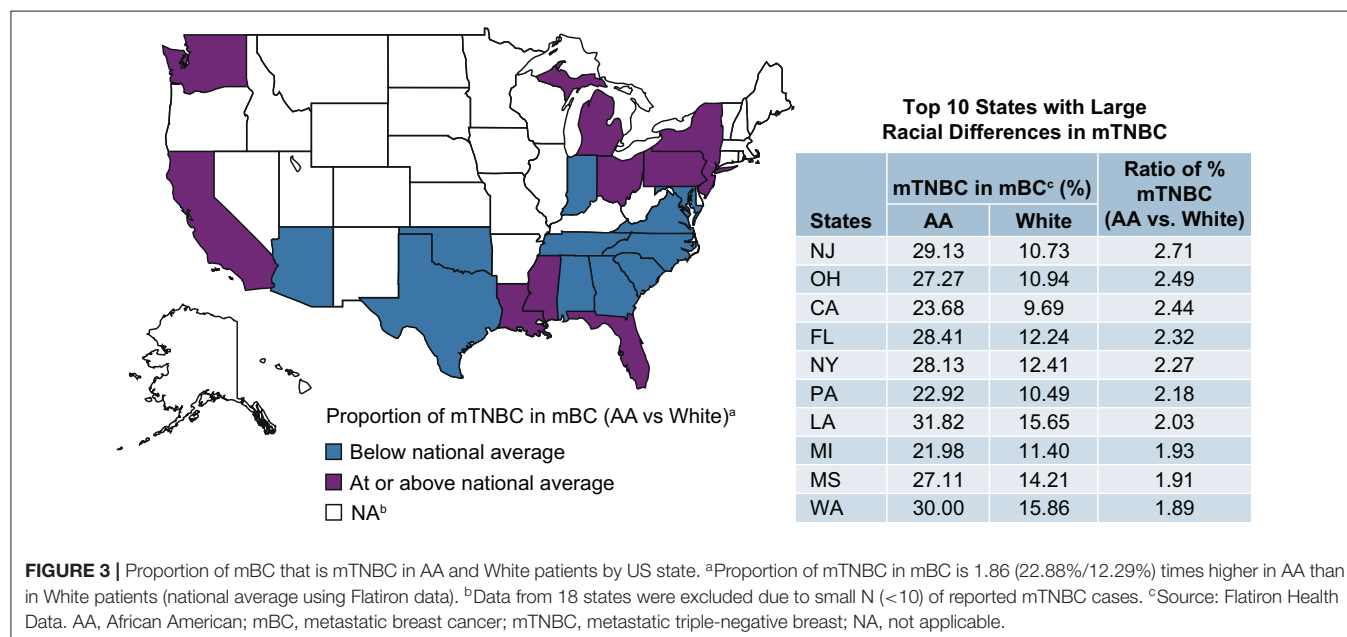 Top 10 States with Large
Racial Differences in mTNBC
States
mTNBC in mBCᶜ (%)
Ratio of %
mTNBC
(AA vs. White)
AA White
NJ 29.13 10.73 2.71
OH 27.27 10.94 2.49
CA 23.68 9.69 2.44
FL 28.41 12.24 2.32
NY 28.13 12.41 2.27
PA 22.92 10.49 2.18
LA 31.82 15.65 2.03
MI 21.98 11.40 1.93
MS 27.11 14.21 1.91
WA 30.00 15.86 1.89
Proportion of mTNBC in mBC (AA vs White)ᵃ
Below national average
At or above national average
NAᵇ
FIGURE 3 | Proportion of mBC that is mTNBC in AA and White patients by US state. ᵃProportion of mTNBC in mBC is 1.86 (22.88%/12.29%) times higher in AA than
in White patients (national average using Flatiron data). ᵇData from 18 states were excluded due to small N (<10) of reported mTNBC cases. ᶜSource: Flatiron Health
Data. AA, African American; mBC, metastatic breast cancer; mTNBC, metastatic triple-negative breast; NA, not applicable.